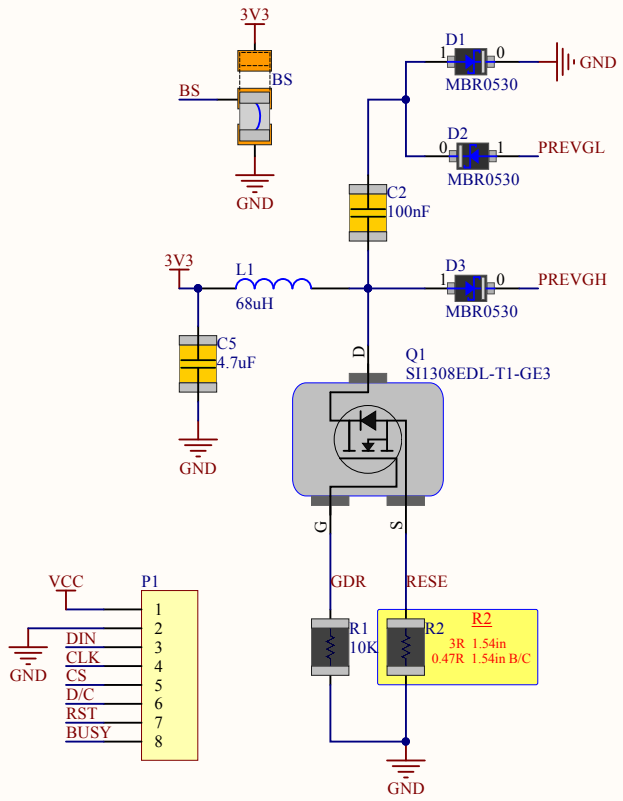 3V3
BS
BS
GND
D1
1
0
GND
MBR0530
D2
0
1
PREVGL
MBR0530
C2
100nF
3V3
L1
68uH
D3
1
0
PREVGH
MBR0530
C5
4.7uF
GND
D
Q1
SI1308EDL-T1-GE3
G
S
GDR
RESE
R1
10K
R2
R2
3R 1.54in
0.47R 1.54in B/C
GND
VCC
P1
1
2
GND
DIN
3
CLK
4
CS
5
D/C
6
RST
7
BUSY
8